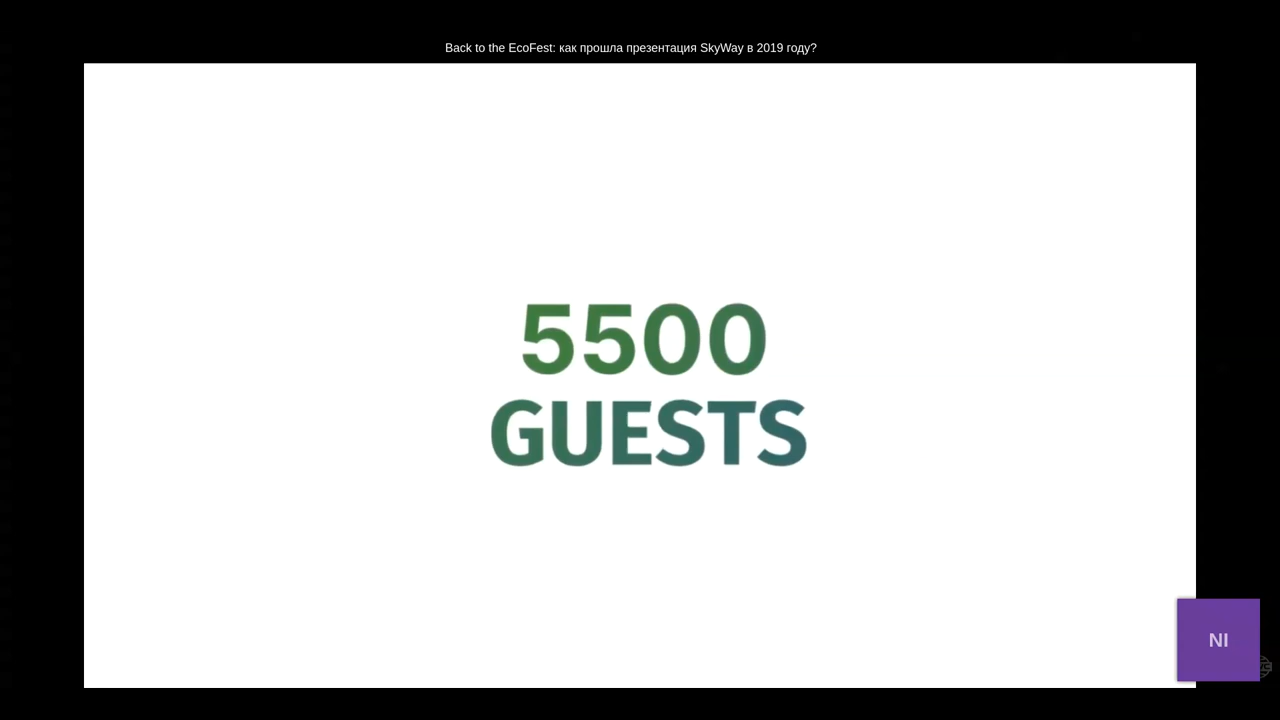 Back to the EcoFest: как прошла презентация SkyWay в 2019 году?
5500
GUESTS
NI